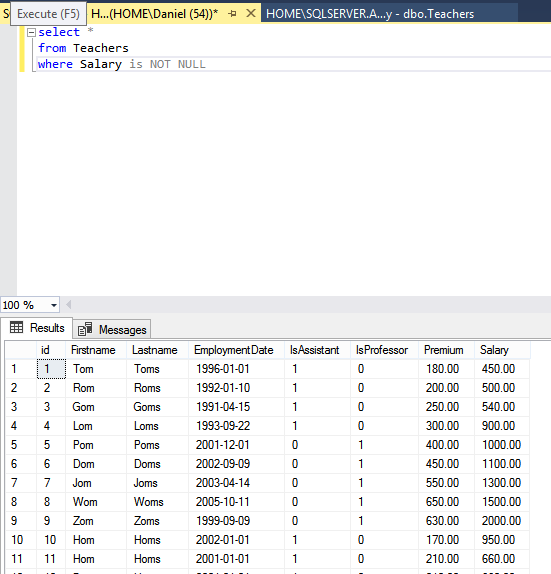 S Execute (F5) H...(HOME\Daniel (54))* HOME\SQLSERVER.A...y - dbo.Teachers
select *
from Teachers
where Salary is NOT NULL
100 %
Results Messages
id Firstname Lastname EmploymentDate IsAssistant IsProfessor Premium Salary
1 1 Tom Toms 1996-01-01 1 0 180.00 450.00
2 2 Rom Roms 1992-01-10 1 0 200.00 500.00
3 3 Gom Goms 1991-04-15 1 0 250.00 540.00
4 4 Lom Loms 1993-09-22 1 0 300.00 900.00
5 5 Pom Poms 2001-12-01 0 1 400.00 1000.00
6 6 Dom Doms 2002-09-09 0 1 450.00 1100.00
7 7 Jom Joms 2003-04-14 0 1 550.00 1300.00
8 8 Wom Woms 2005-10-11 0 1 650.00 1500.00
9 9 Zom Zoms 1999-09-09 0 1 630.00 2000.00
10 10 Hom Homs 2002-01-01 1 0 170.00 950.00
11 11 Hom Homs 2001-01-01 1 0 210.00 660.00